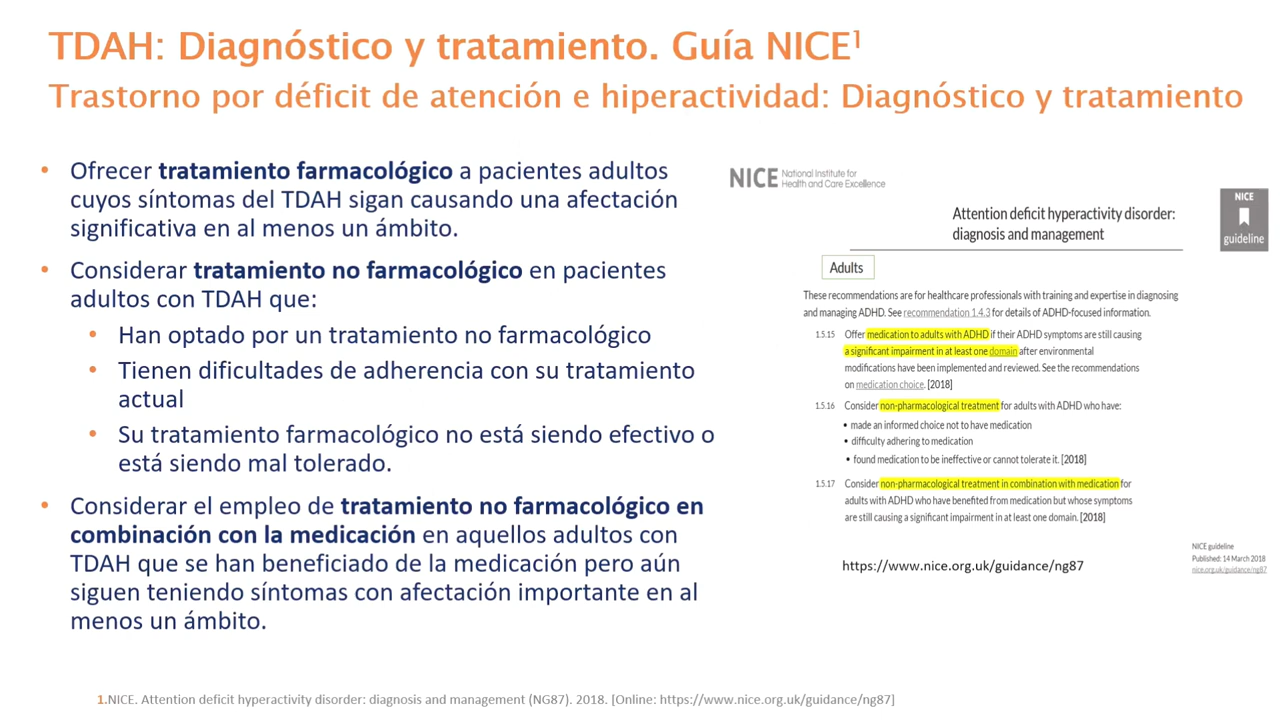 TDAH: Diagnóstico y tratamiento. Guía NICE¹
Trastorno por déficit de atención e hiperactividad: Diagnóstico y tratamiento
• Ofrecer tratamiento farmacológico a pacientes adultos
cuyos síntomas del TDAH sigan causando una afectación
significativa en al menos un ámbito.
• Considerar tratamiento no farmacológico en pacientes
adultos con TDAH que:
• Han optado por un tratamiento no farmacológico
• Tienen dificultades de adherencia con su tratamiento
actual
• Su tratamiento farmacológico no está siendo efectivo o
está siendo mal tolerado.
• Considerar el empleo de tratamiento no farmacológico en
combinación con la medicación en aquellos adultos con
TDAH que se han beneficiado de la medicación pero aún
siguen teniendo síntomas con afectación importante en al
menos un ámbito.
NICE National Institute for
Health and Care Excellence
Attention deficit hyperactivity disorder:
diagnosis and management
NICE
guideline
Adults
These recommendations are for healthcare professionals with training and expertise in diagnosing
and managing ADHD. See recommendation 1.4.3 for details of ADHD-focused information.
1.5.15 Offer medication to adults with ADHD if their ADHD symptoms are still causing
a significant impairment in at least one domain after environmental
modifications have been implemented and reviewed. See the recommendations
on medication choice. [2018]
1.5.16 Consider non-pharmacological treatment for adults with ADHD who have:
• made an informed choice not to have medication
• difficulty adhering to medication
• found medication to be ineffective or cannot tolerate it. [2018]
1.5.17 Consider non-pharmacological treatment in combination with medication for
adults with ADHD who have benefited from medication but whose symptoms
are still causing a significant impairment in at least one domain. [2018]
NICE guideline
Published: 14 March 2018
nice.org.uk/guidance/ng87
https://www.nice.org.uk/guidance/ng87
1.NICE. Attention deficit hyperactivity disorder: diagnosis and management (NG87). 2018. [Online: https://www.nice.org.uk/guidance/ng87]